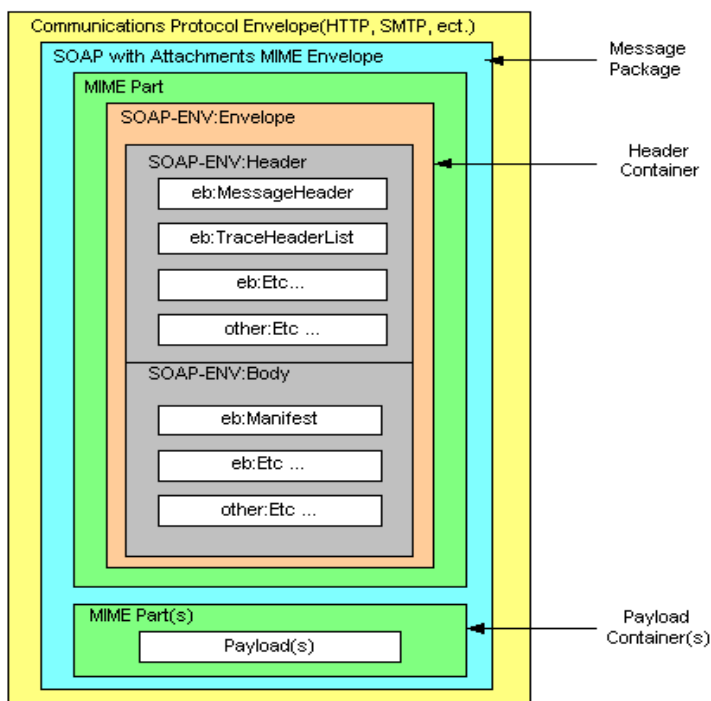 Communications Protocol Envelope(HTTP, SMTP, ect.)
SOAP with Attachments MIME Envelope
Message
Package
MIME Part
SOAP-ENV:Envelope
SOAP-ENV:Header
Header
Container
eb:MessageHeader
eb:TraceHeaderList
eb:Etc...
other:Etc ...
SOAP-ENV:Body
eb:Manifest
eb:Etc ...
other:Etc ...
MIME Part(s)
Payload(s)
Payload
Container(s)